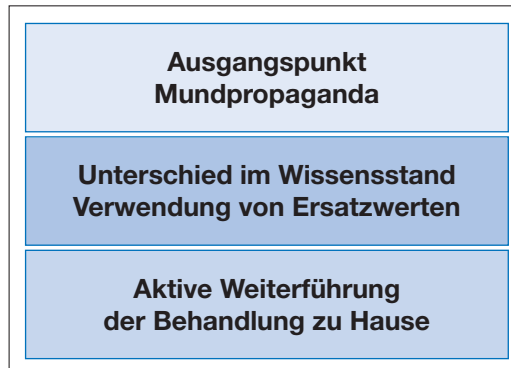 Ausgangspunkt
Mundpropaganda
Unterschied im Wissensstand
Verwendung von Ersatzwerten
Aktive Weiterführung
der Behandlung zu Hause